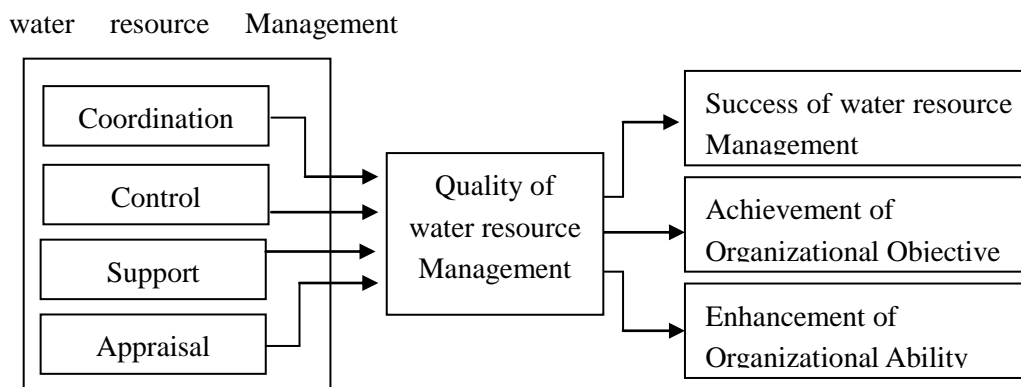 water resource Management
Coordination
Control
Support
Appraisal
Quality of
water resource
Management
Success of water resource
Management
Achievement of
Organizational Objective
Enhancement of
Organizational Ability